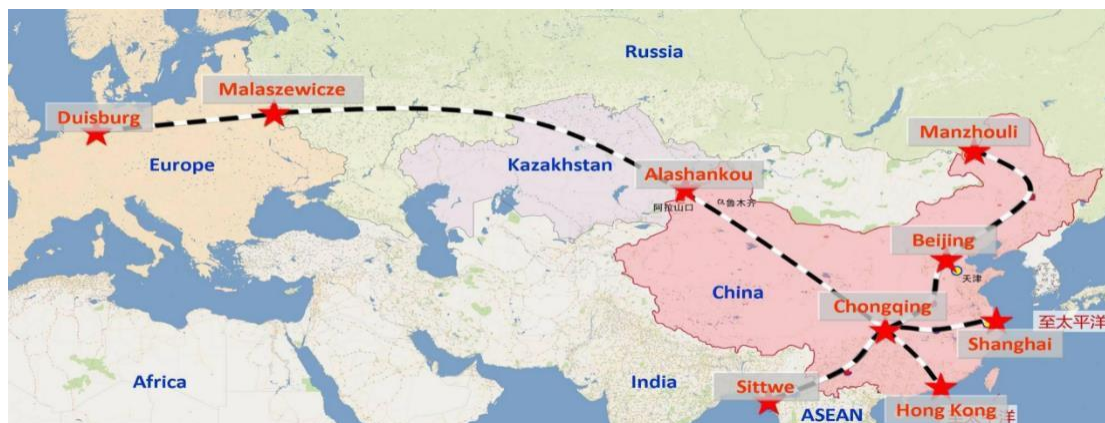 Russia
Malaszewicze
Duisburg
Manzhouli
Europe
Kazakhstan
Alashankou
阿拉山口
乌鲁木齐
Beijing
天津
China
Chongqing
至太平洋
Shanghai
Africa
India
Sittwe
ASEAN
Hong Kong